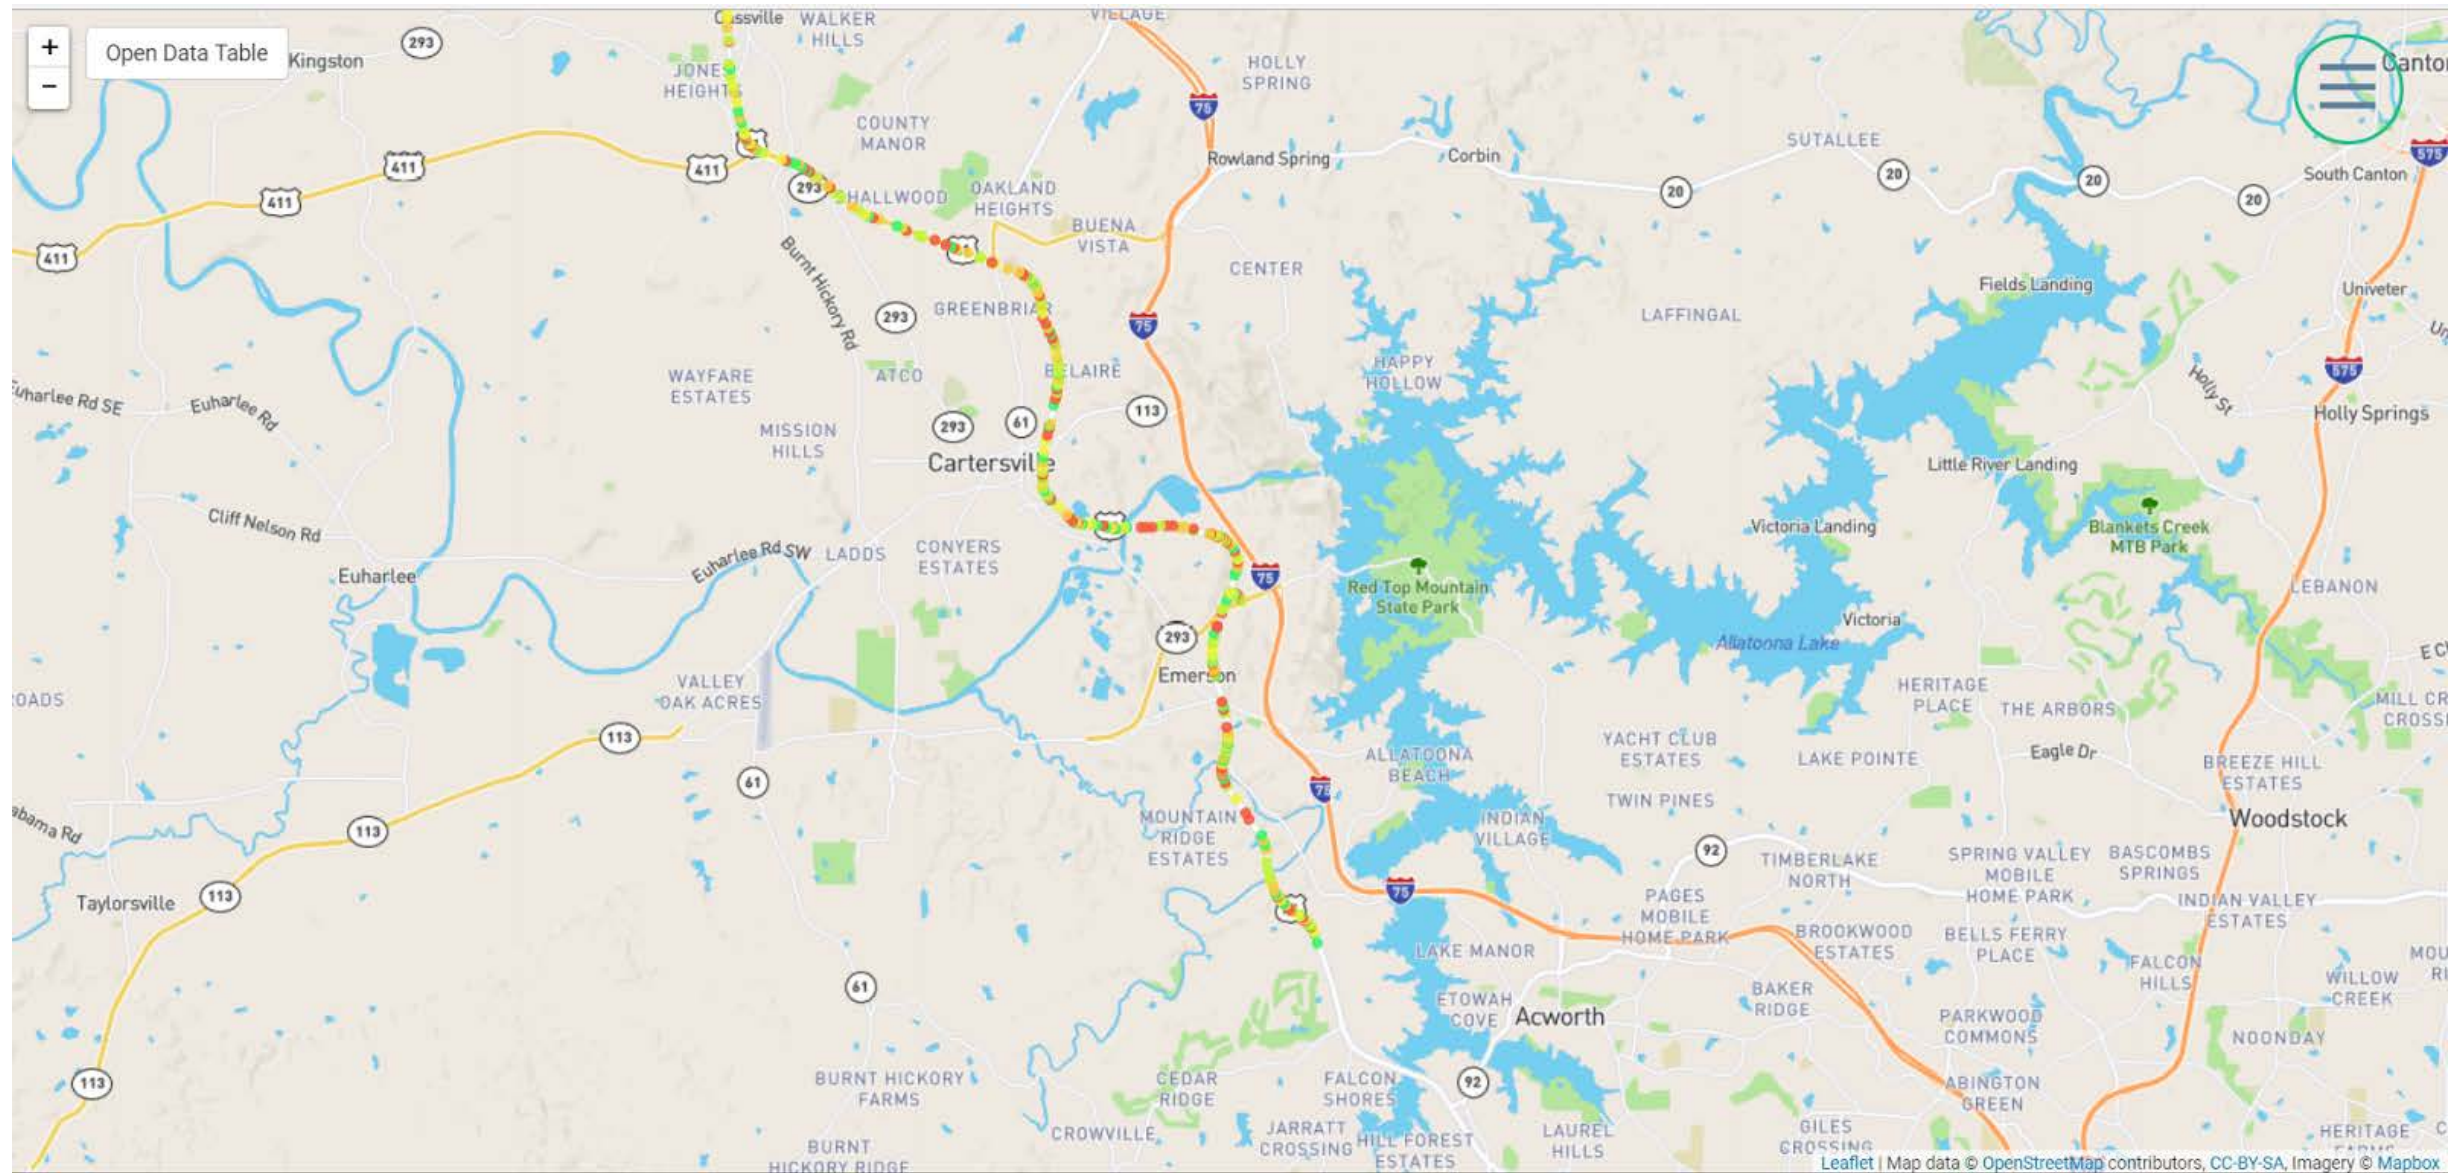 +
−
Open Data Table
Cassville
WALKER
HILLS
VILLAGE
Kingston
293
HOLLY
SPRING
JONES
HEIGHTS
75
COUNTY
MANOR
Rowland Spring
Corbin
SUTALLEE
South Canton
575
411
411
411
411
293
HALLWOOD
OAKLAND
HEIGHTS
BUENA
VISTA
20
20
20
20
Burnt Hickory Rd
CENTER
Fields Landing
Univeter
GREENBRIAR
293
75
LAFFINGAL
WAYFARE
ESTATES
ATCO
BELAIRE
HAPPY
HOLLOW
575
Holly St
Euharlee Rd SE
Euharlee Rd
MISSION
HILLS
293
61
113
Holly Springs
Cartersville
Little River Landing
Cliff Nelson Rd
Victoria Landing
Blankets Creek
MTB Park
Euharlee
Euharlee Rd SW
LADDS
CONYERS
ESTATES
75
Red Top Mountain
State Park
LEBANON
293
Victoria
Allatoona Lake
Emerson
VALLEY
OAK ACRES
HERITAGE
PLACE
THE ARBORS
113
61
ALLATOONA
BEACH
YACHT CLUB
ESTATES
LAKE POINTE
Eagle Dr
BREEZE HILL
ESTATES
75
TWIN PINES
MOUNTAIN
RIDGE
ESTATES
INDIAN
VILLAGE
Woodstock
113
92
TIMBERLAKE
NORTH
SPRING VALLEY
MOBILE
HOME PARK
BASCOMBS
SPRINGS
Taylorsville
113
75
PAGES
MOBILE
HOME PARK
INDIAN VALLEY
ESTATES
LAKE MANOR
BROOKWOOD
ESTATES
BELLS FERRY
PLACE
FALCON
HILLS
WILLOW
CREEK
61
ETOWAH
COVE
Acworth
BAKER
RIDGE
PARKWOOD
COMMONS
NOONDAY
113
BURNT HICKORY
FARMS
CEDAR
RIDGE
FALCON
SHORES
92
ABINGTON
GREEN
CROWVILLE
JARRATT
CROSSING
HILL FOREST
ESTATES
LAUREL
HILLS
GILES
CROSSING
HERITAGE
BURNT
HICKORY RIDGE
Leaflet | Map data © OpenStreetMap contributors, CC-BY-SA, Imagery © Mapbox